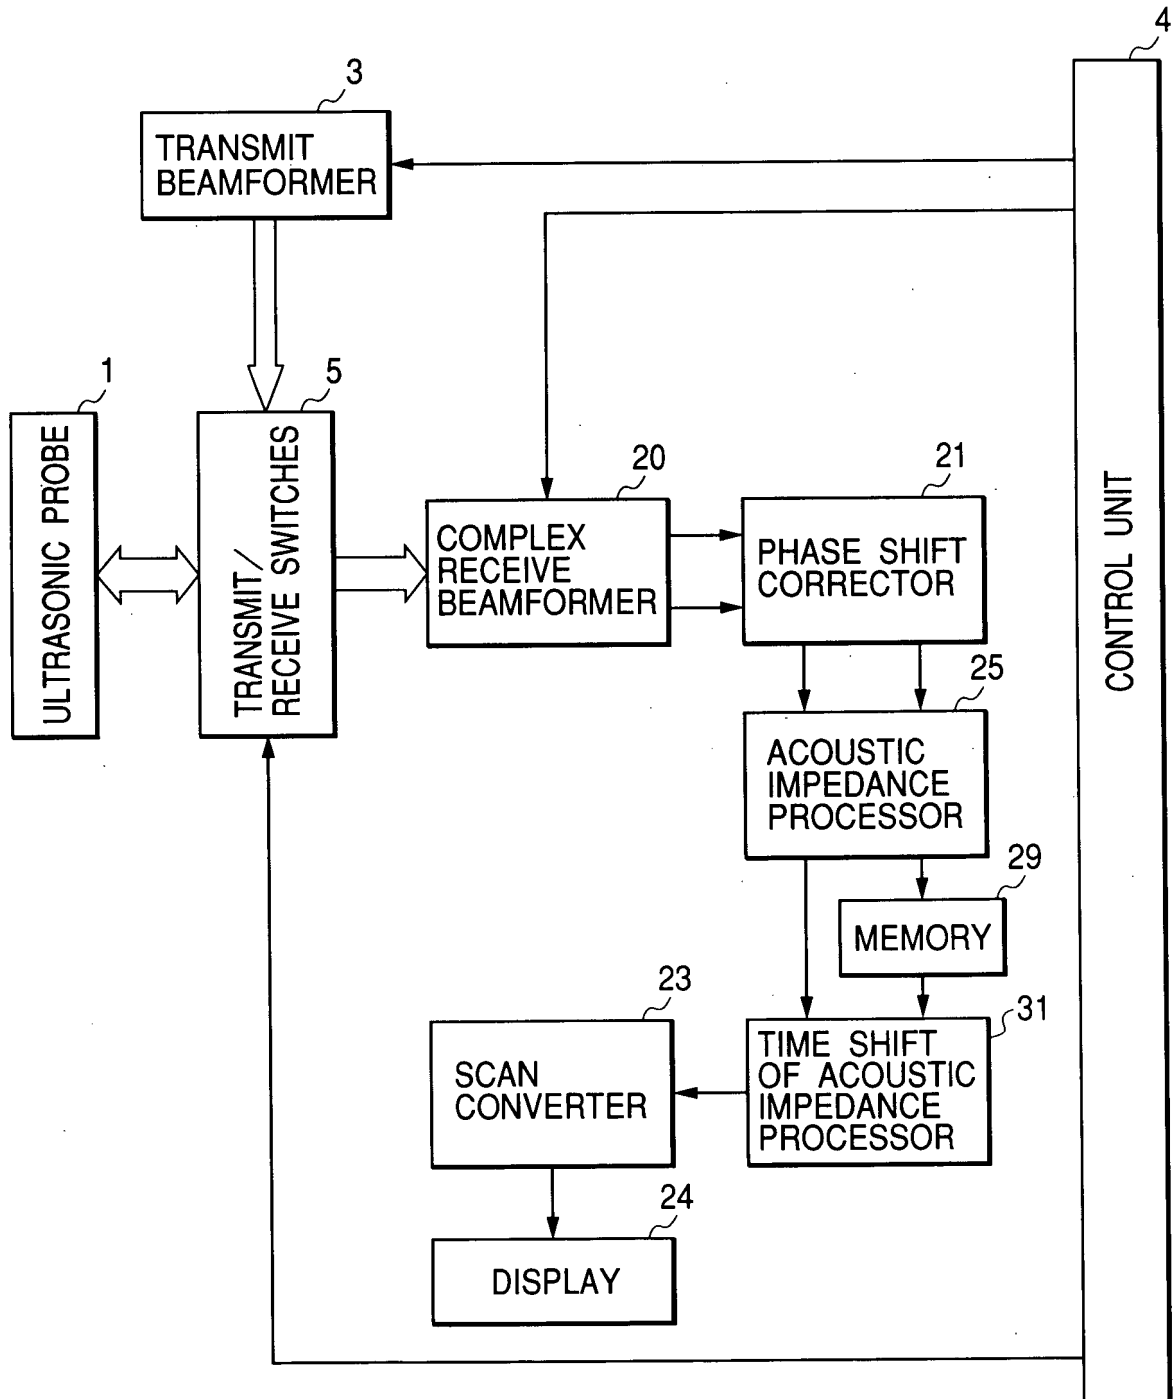 4
3
TRANSMIT
BEAMFORMER
1
ULTRASONIC PROBE
5
TRANSMIT/
RECEIVE SWITCHES
20
COMPLEX
RECEIVE
BEAMFORMER
21
PHASE SHIFT
CORRECTOR
CONTROL UNIT
25
ACOUSTIC
IMPEDANCE
PROCESSOR
29
MEMORY
23
SCAN
CONVERTER
31
TIME SHIFT
OF ACOUSTIC
IMPEDANCE
PROCESSOR
24
DISPLAY